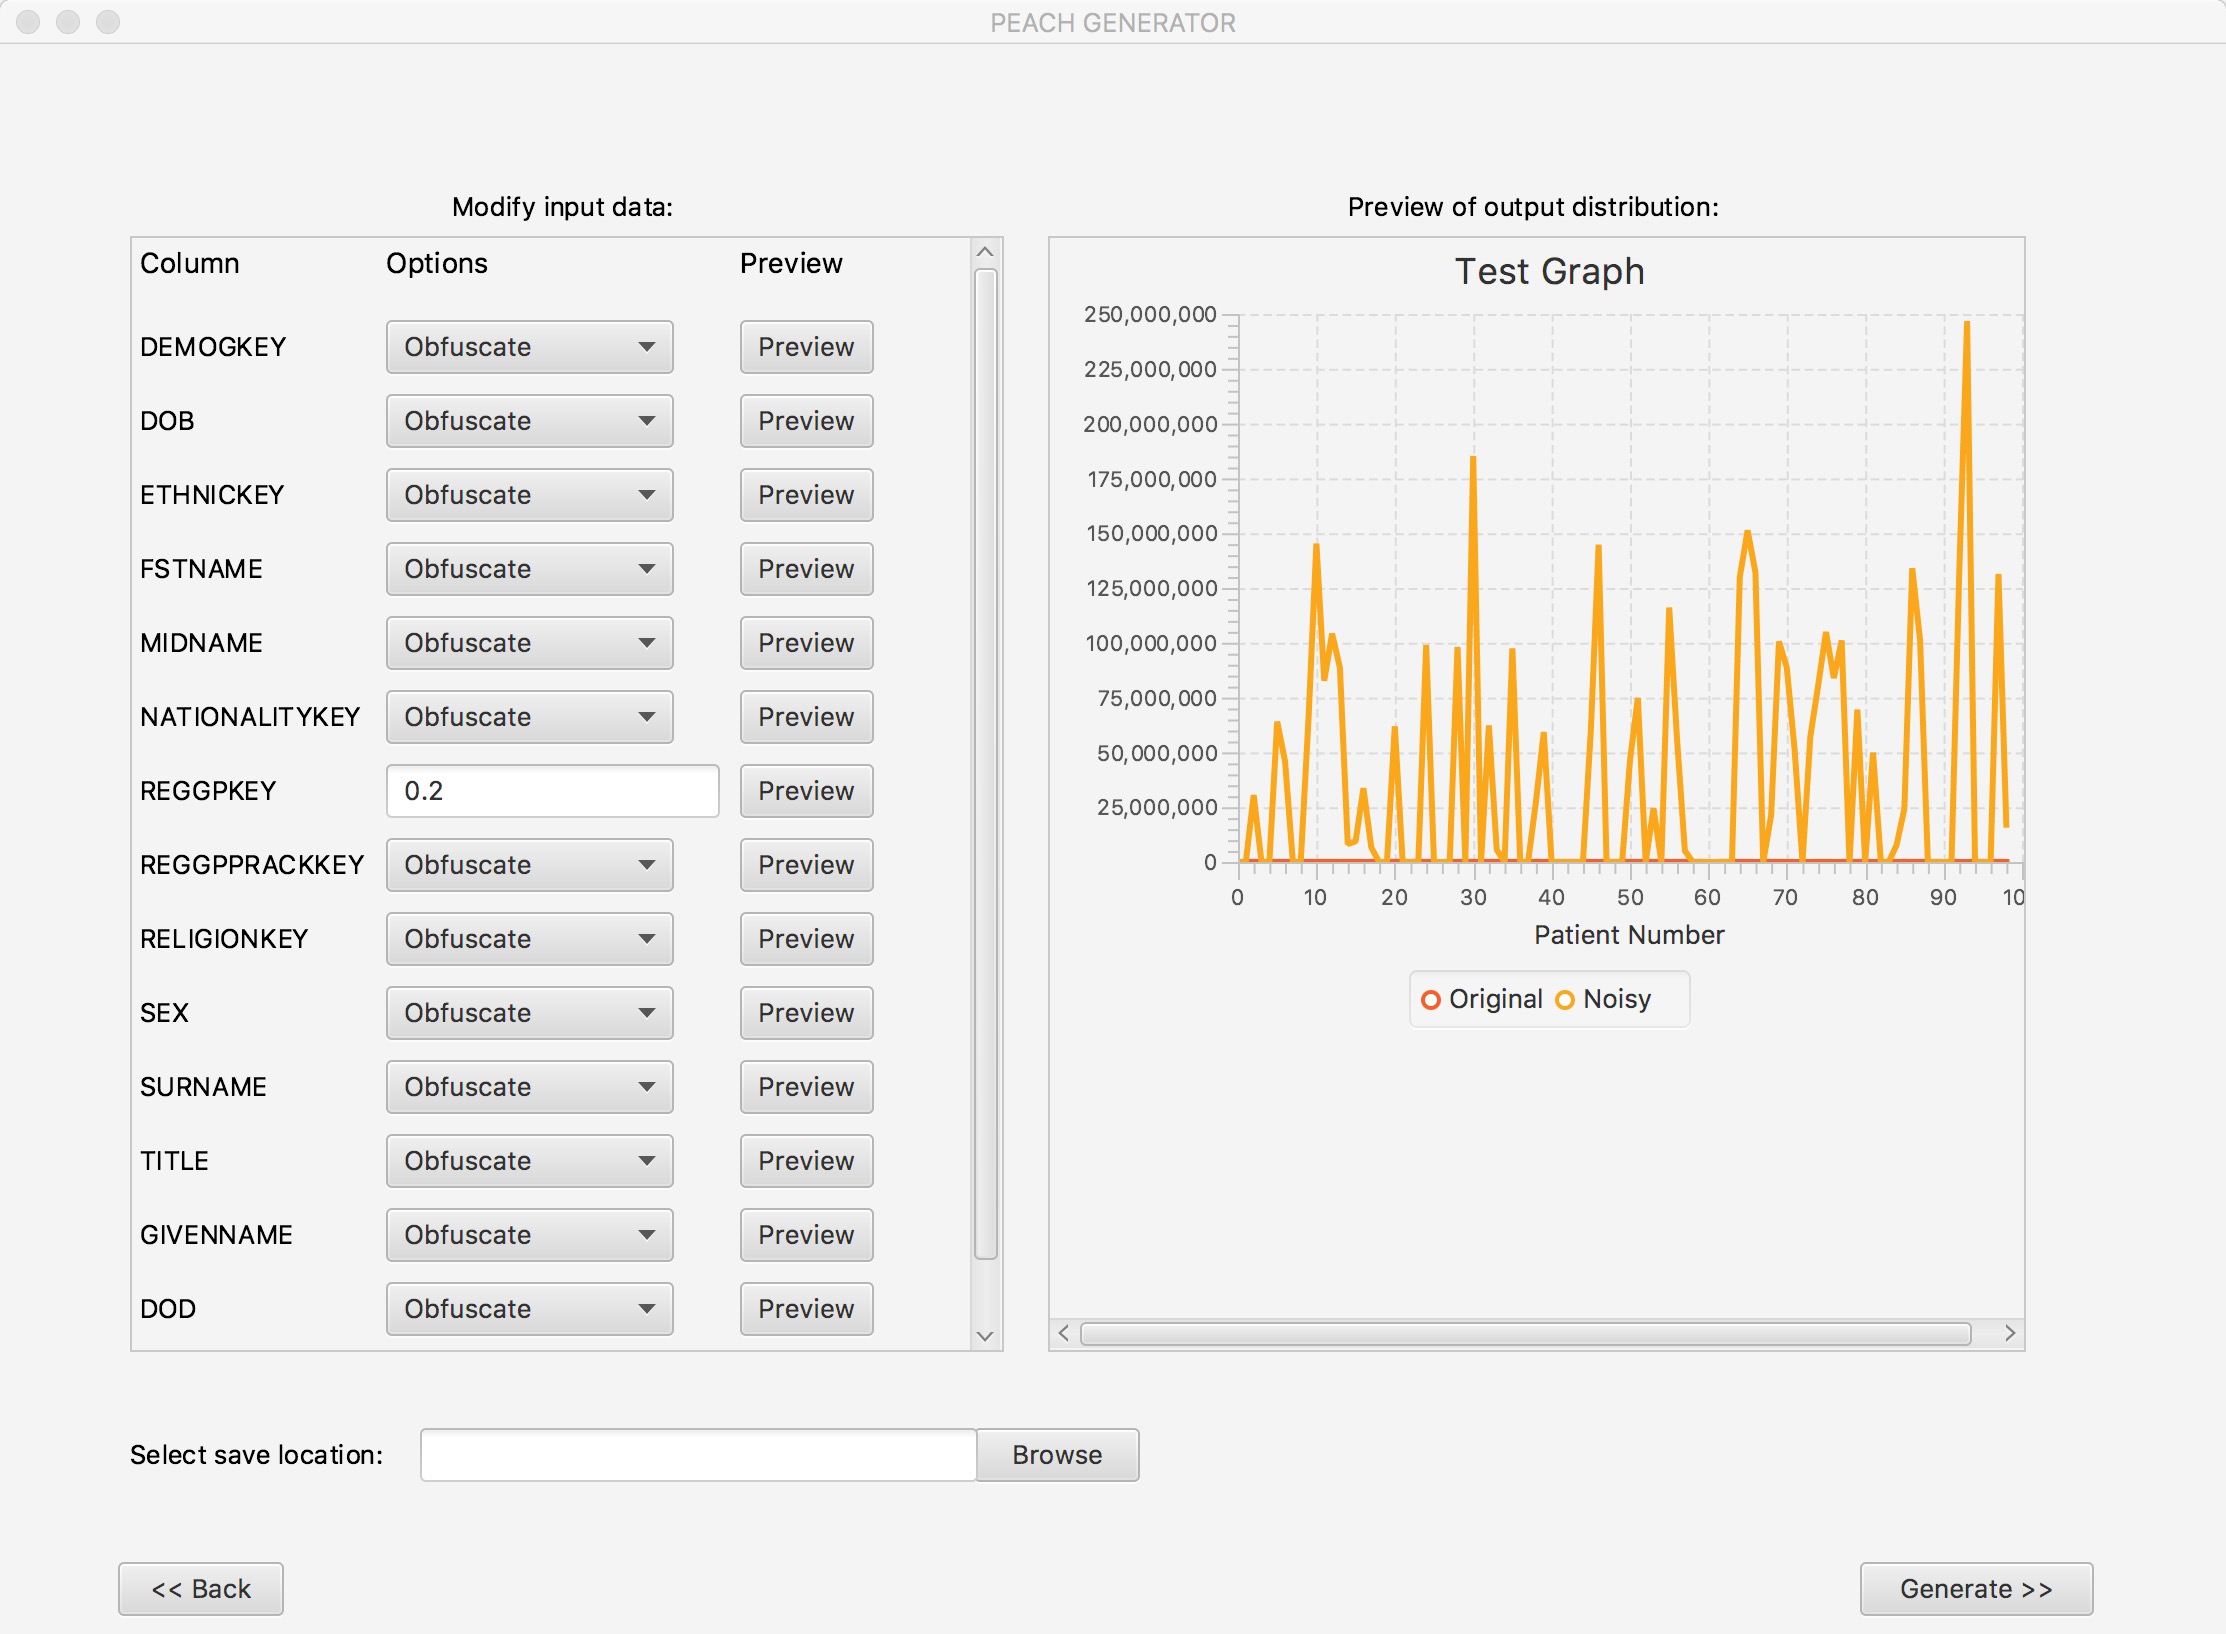 PEACH GENERATOR
Modify input data:
Column Options Preview
DEMOGKEY Obfuscate Preview
DOB Obfuscate Preview
ETHNICKEY Obfuscate Preview
FSTNAME Obfuscate Preview
MIDNAME Obfuscate Preview
NATIONALITYKEY Obfuscate Preview
REGGPKEY 0.2 Preview
REGGPPRACKKEY Obfuscate Preview
RELIGIONKEY Obfuscate Preview
SEX Obfuscate Preview
SURNAME Obfuscate Preview
TITLE Obfuscate Preview
GIVENNAME Obfuscate Preview
DOD Obfuscate Preview
Preview of output distribution:
Test Graph
250,000,000
225,000,000
200,000,000
175,000,000
150,000,000
125,000,000
100,000,000
75,000,000
50,000,000
25,000,000
0
0 10 20 30 40 50 60 70 80 90 10
Patient Number
Original Noisy
Select save location: Browse
<< Back Generate >>